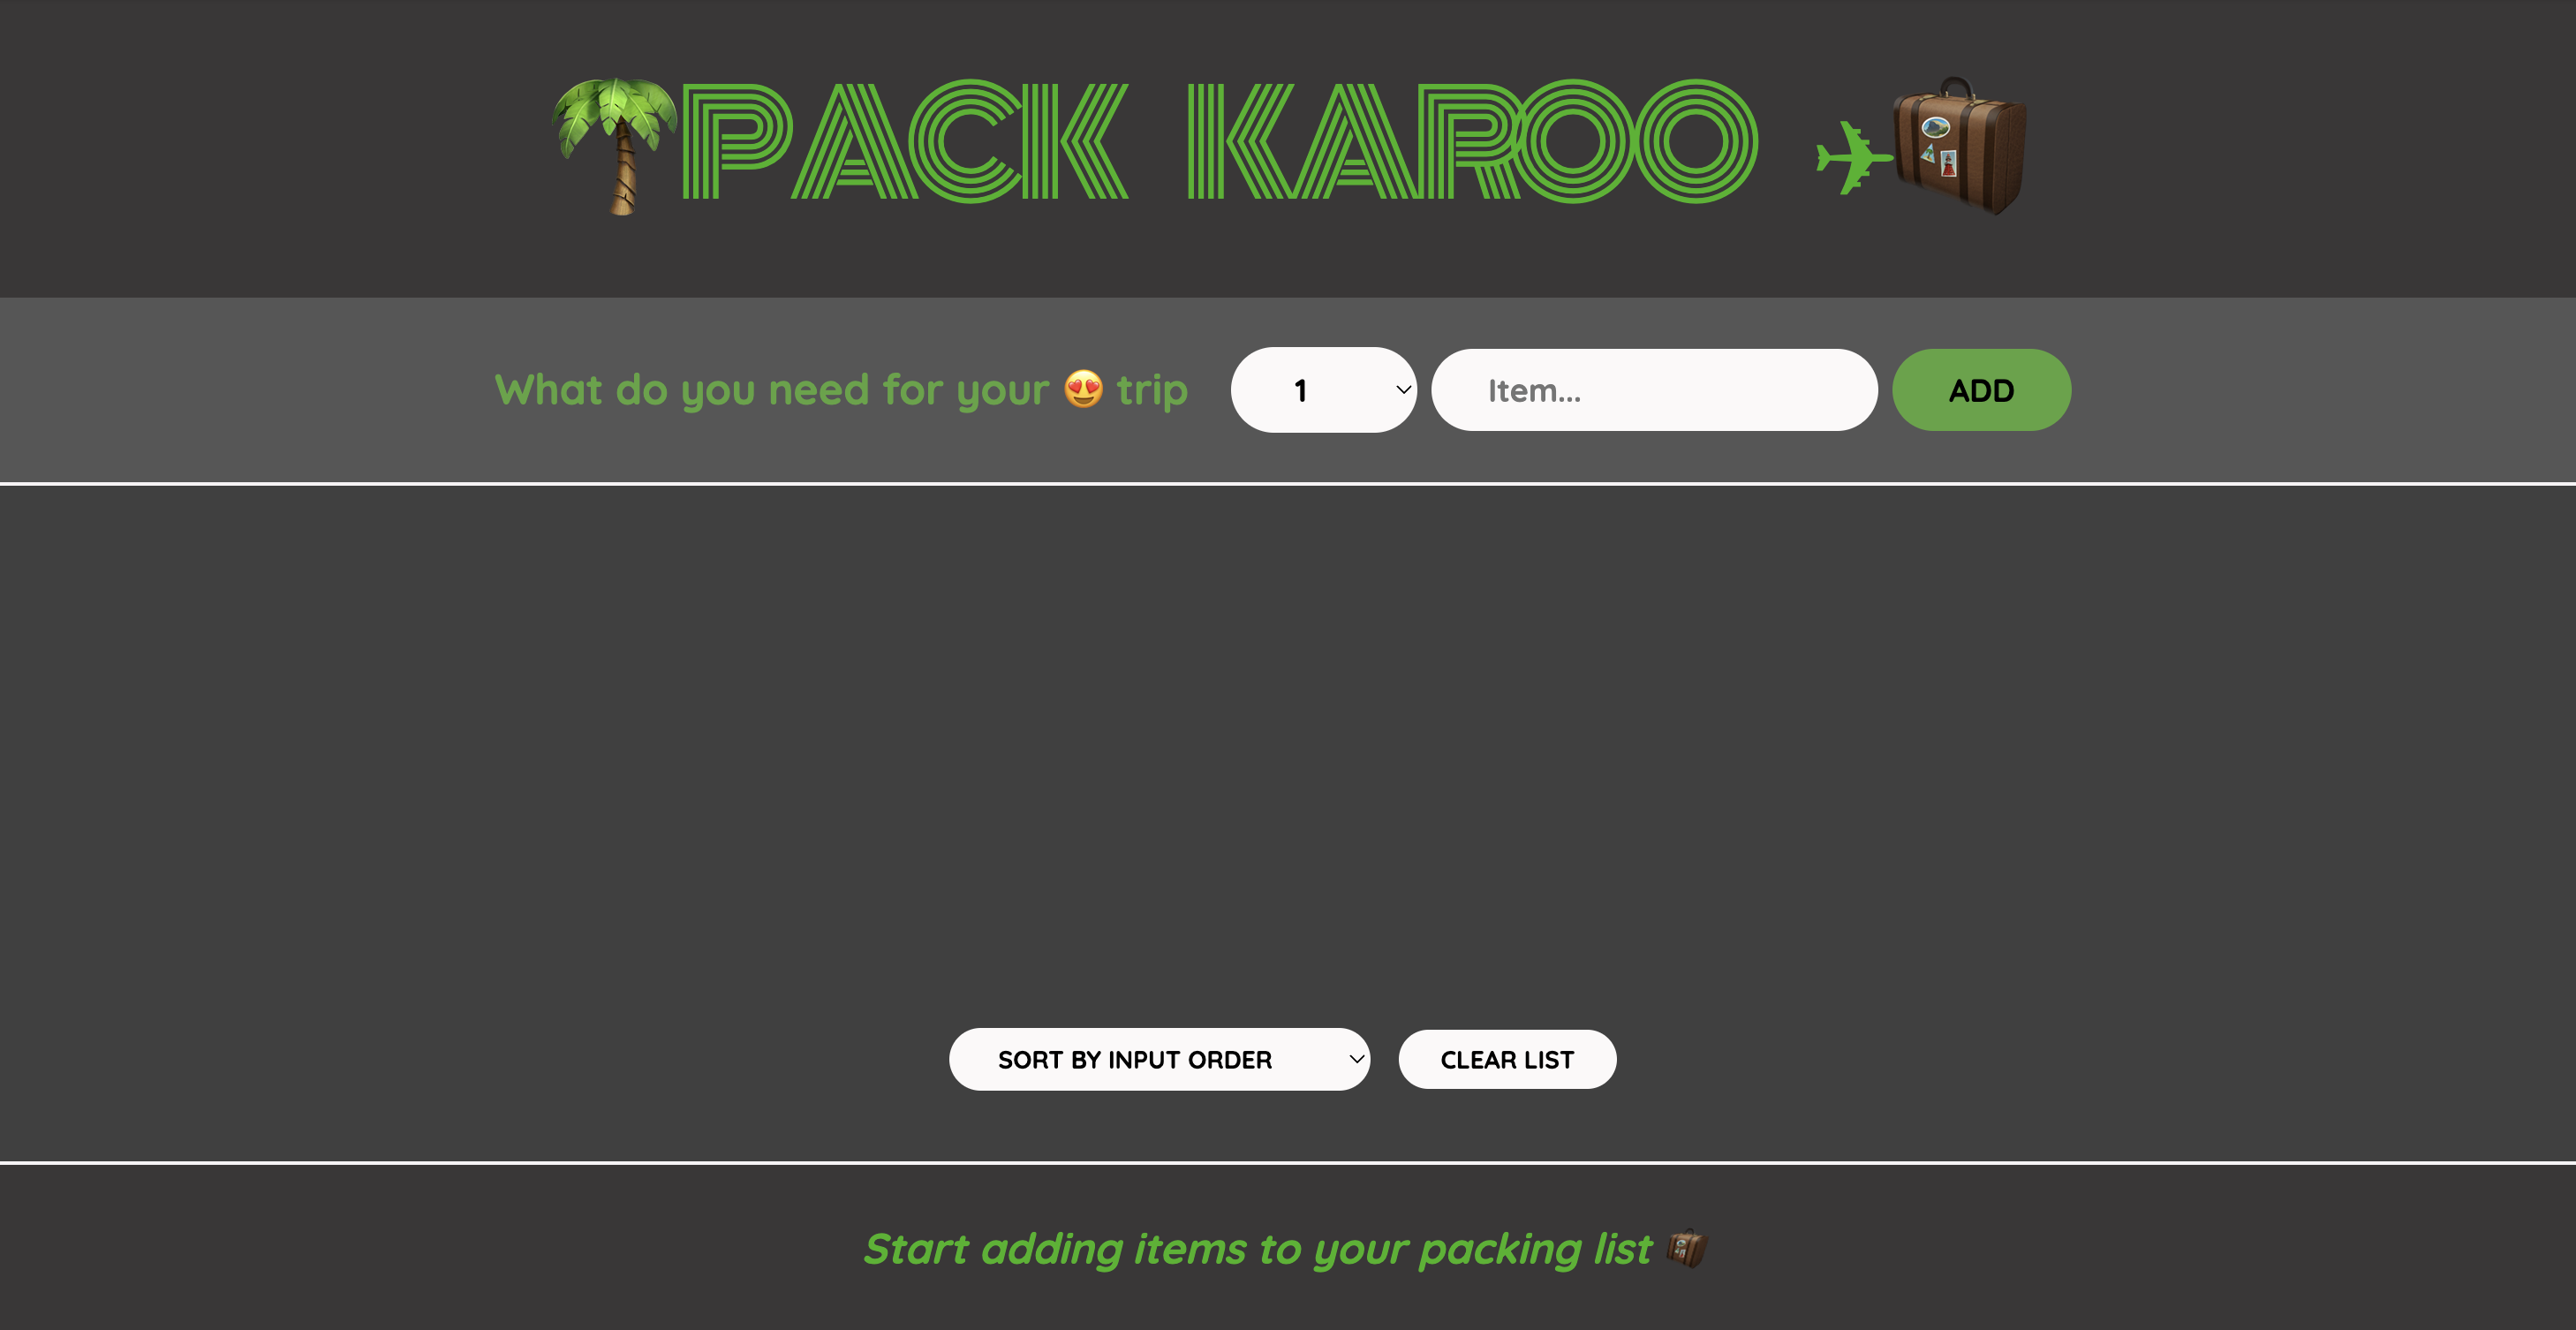 🌴PACK KAROO ✈🧳
What do you need for your 😍 trip
1
Item...
ADD
SORT BY INPUT ORDER
CLEAR LIST
Start adding items to your packing list 🧳